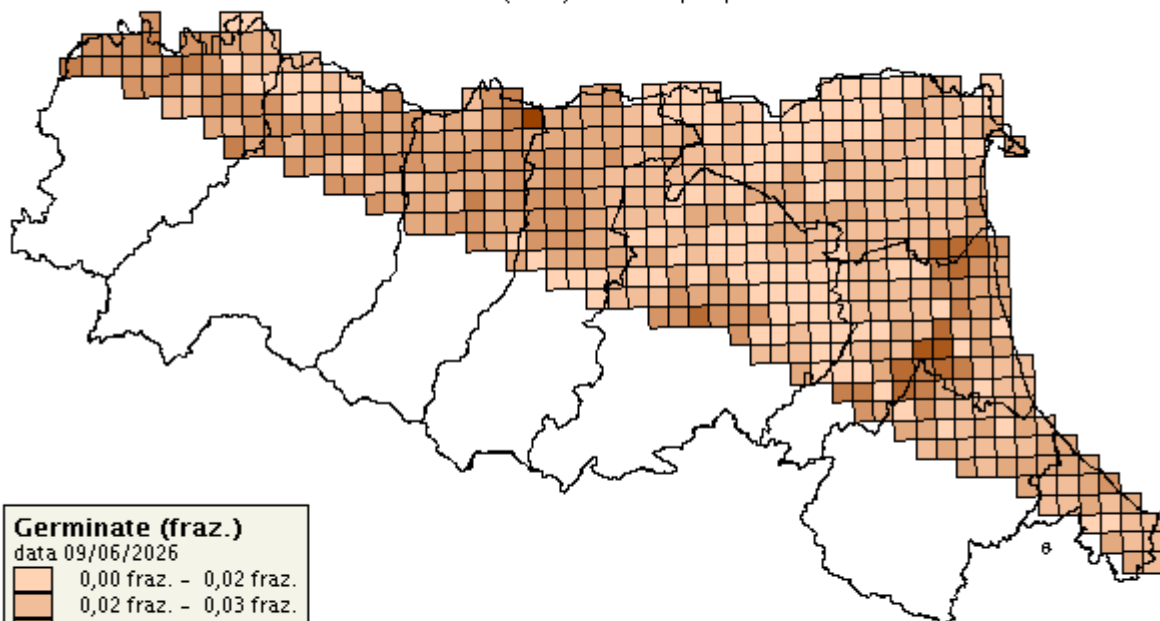 Germinate (fraz.)
data 09/06/2026
0,00 fraz. - 0,02 fraz.
0,02 fraz. - 0,03 fraz.